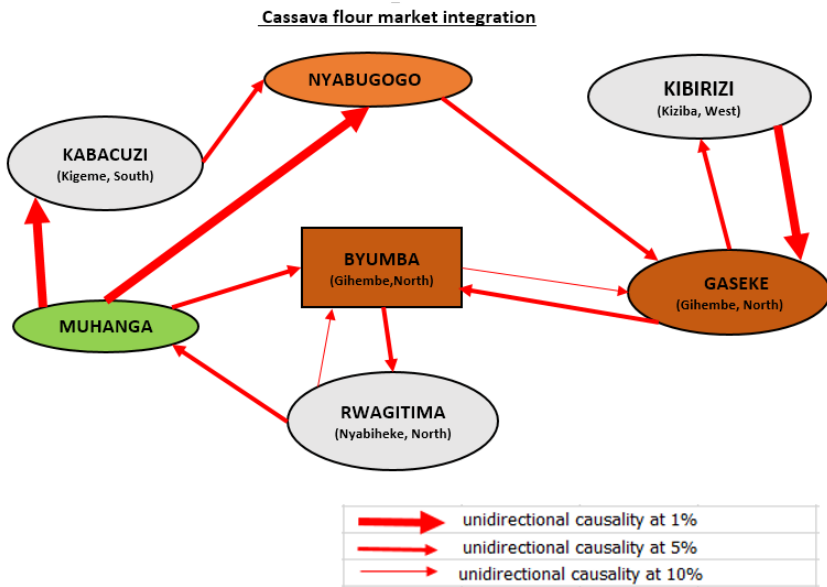 Cassava flour market integration
NYABUGOGO
KIBIRIZI
(Kiziba, West)
KABACUZI
(Kigeme, South)
BYUMBA
(Gihembe,North)
GASEKE
(Gihembe, North)
MUHANGA
RWAGITIMA
(Nyabiheke, North)
unidirectional causality at 1%
unidirectional causality at 5%
unidirectional causality at 10%